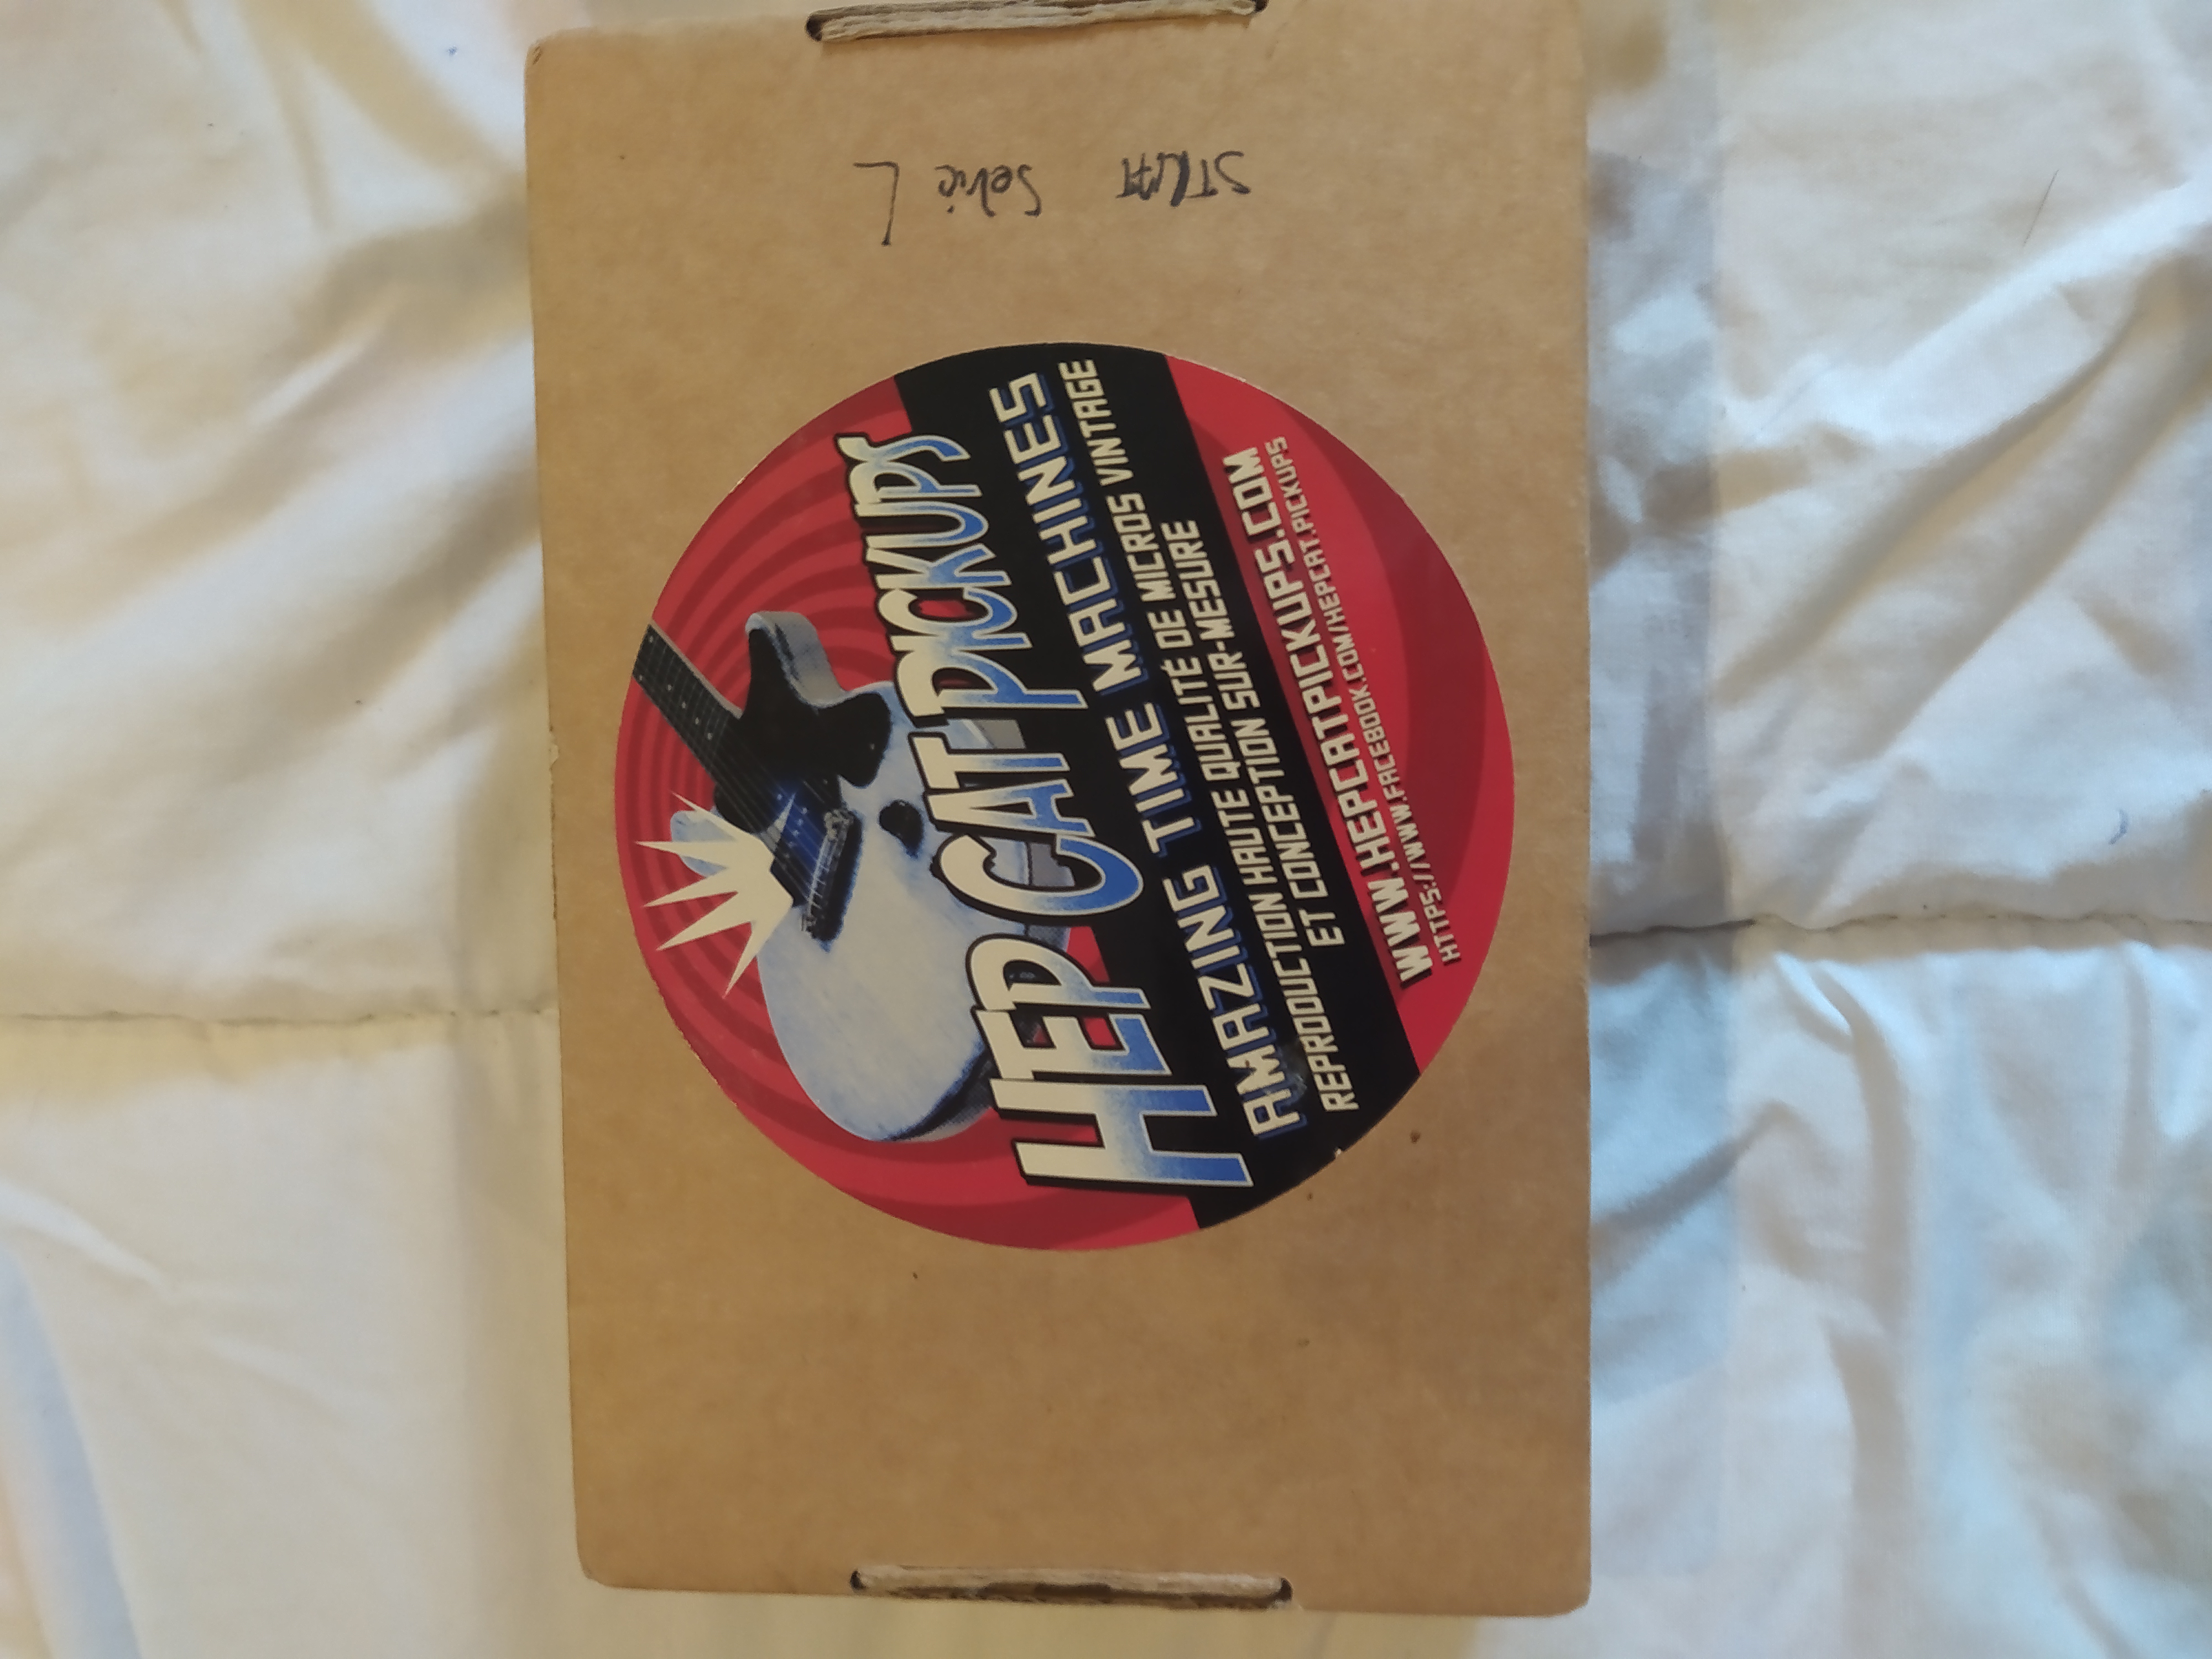 STRAT Série L
HEP CAT PICKUPS
AMAZING TIME MACHINES
REPRODUCTION HAUTE QUALITÉ DE MICROS VINTAGE
ET CONCEPTION SUR-MESURE
WWW.HEPCATPICKUPS.COM
HTTPS://WWW.FACEBOOK.COM/HEPCAT.PICKUPS